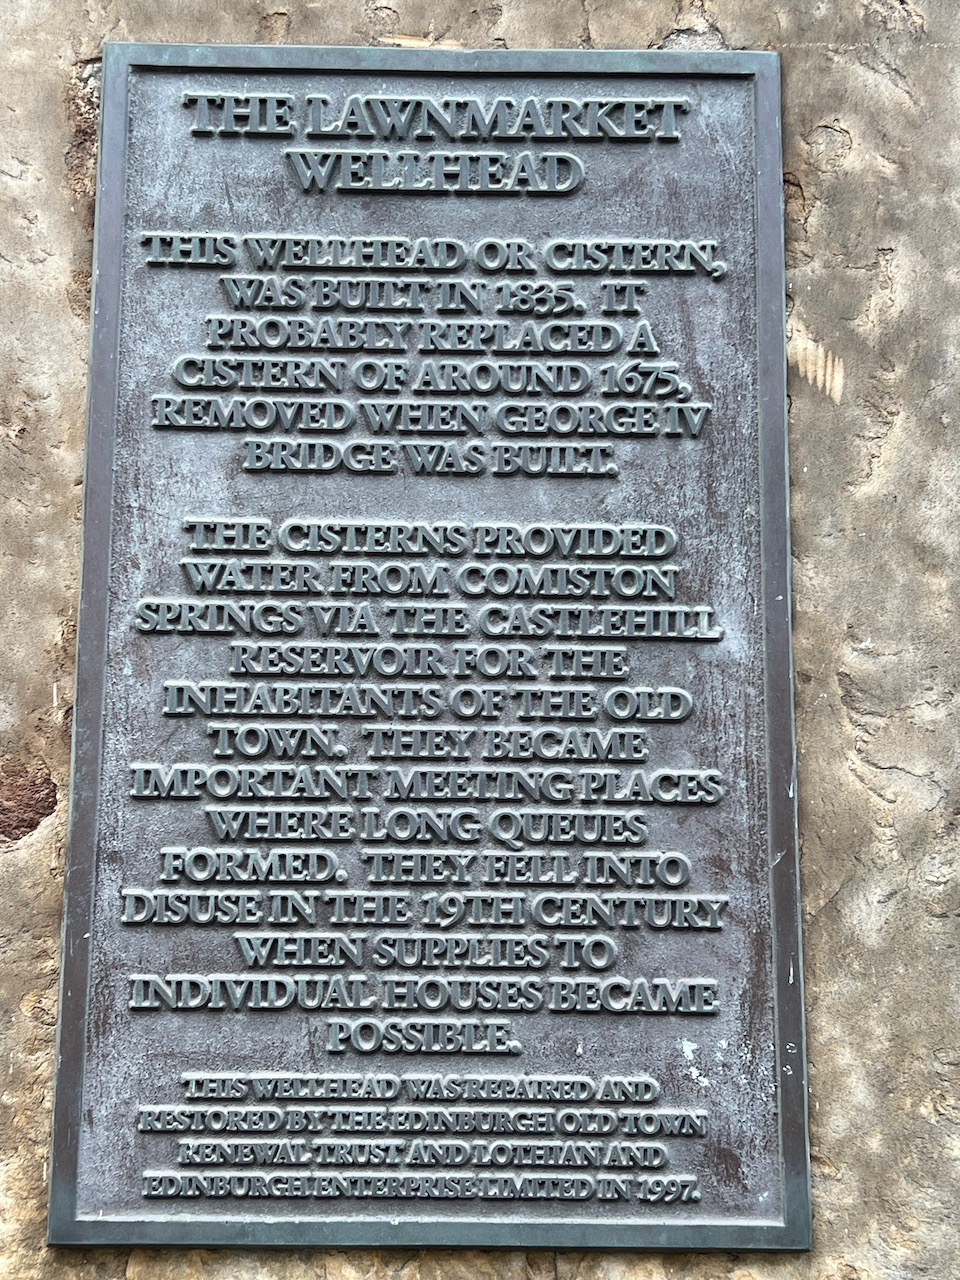 THE LAWNMARKET
WELLHEAD
THIS WELLHEAD OR CISTERN,
WAS BUILT IN 1835. IT
PROBABLY REPLACED A
CISTERN OF AROUND 1675,
REMOVED WHEN GEORGE IV
BRIDGE WAS BUILT.
THE CISTERNS PROVIDED
WATER FROM COMISTON
SPRINGS VIA THE CASTLEHILL
RESERVOIR FOR THE
INHABITANTS OF THE OLD
TOWN. THEY BECAME
IMPORTANT MEETING PLACES
WHERE LONG QUEUES
FORMED. THEY FELL INTO
DISUSE IN THE 19TH CENTURY
WHEN SUPPLIES TO
INDIVIDUAL HOUSES BECAME
POSSIBLE.
THIS WELLHEAD WAS REPAIRED AND
RESTORED BY THE EDINBURGH OLD TOWN
RENEWAL TRUST AND LOTHIAN AND
EDINBURGH ENTERPRISE LIMITED IN 1997.